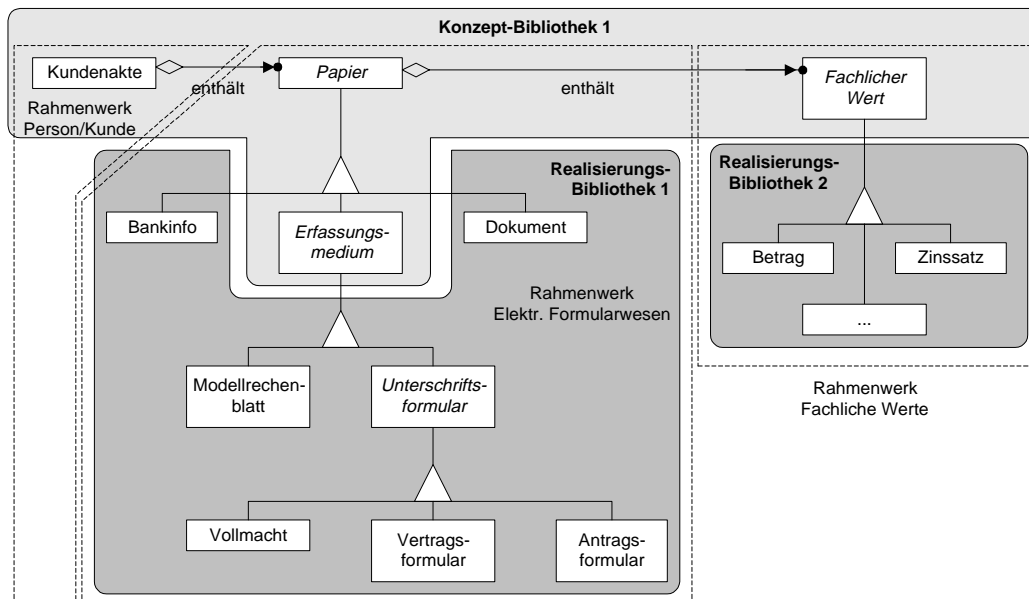 Konzept-Bibliothek 1
Kundenakte
enthält
Papier
enthält
Fachlicher
Wert
Rahmenwerk
Person/Kunde
Realisierungs-
Bibliothek 1
Realisierungs-
Bibliothek 2
Bankinfo
Erfassungs-
medium
Dokument
Betrag
Zinssatz
...
Rahmenwerk
Elektr. Formularwesen
Modellrechen-
blatt
Unterschrifts-
formular
Rahmenwerk
Fachliche Werte
Vollmacht
Vertrags-
formular
Antrags-
formular